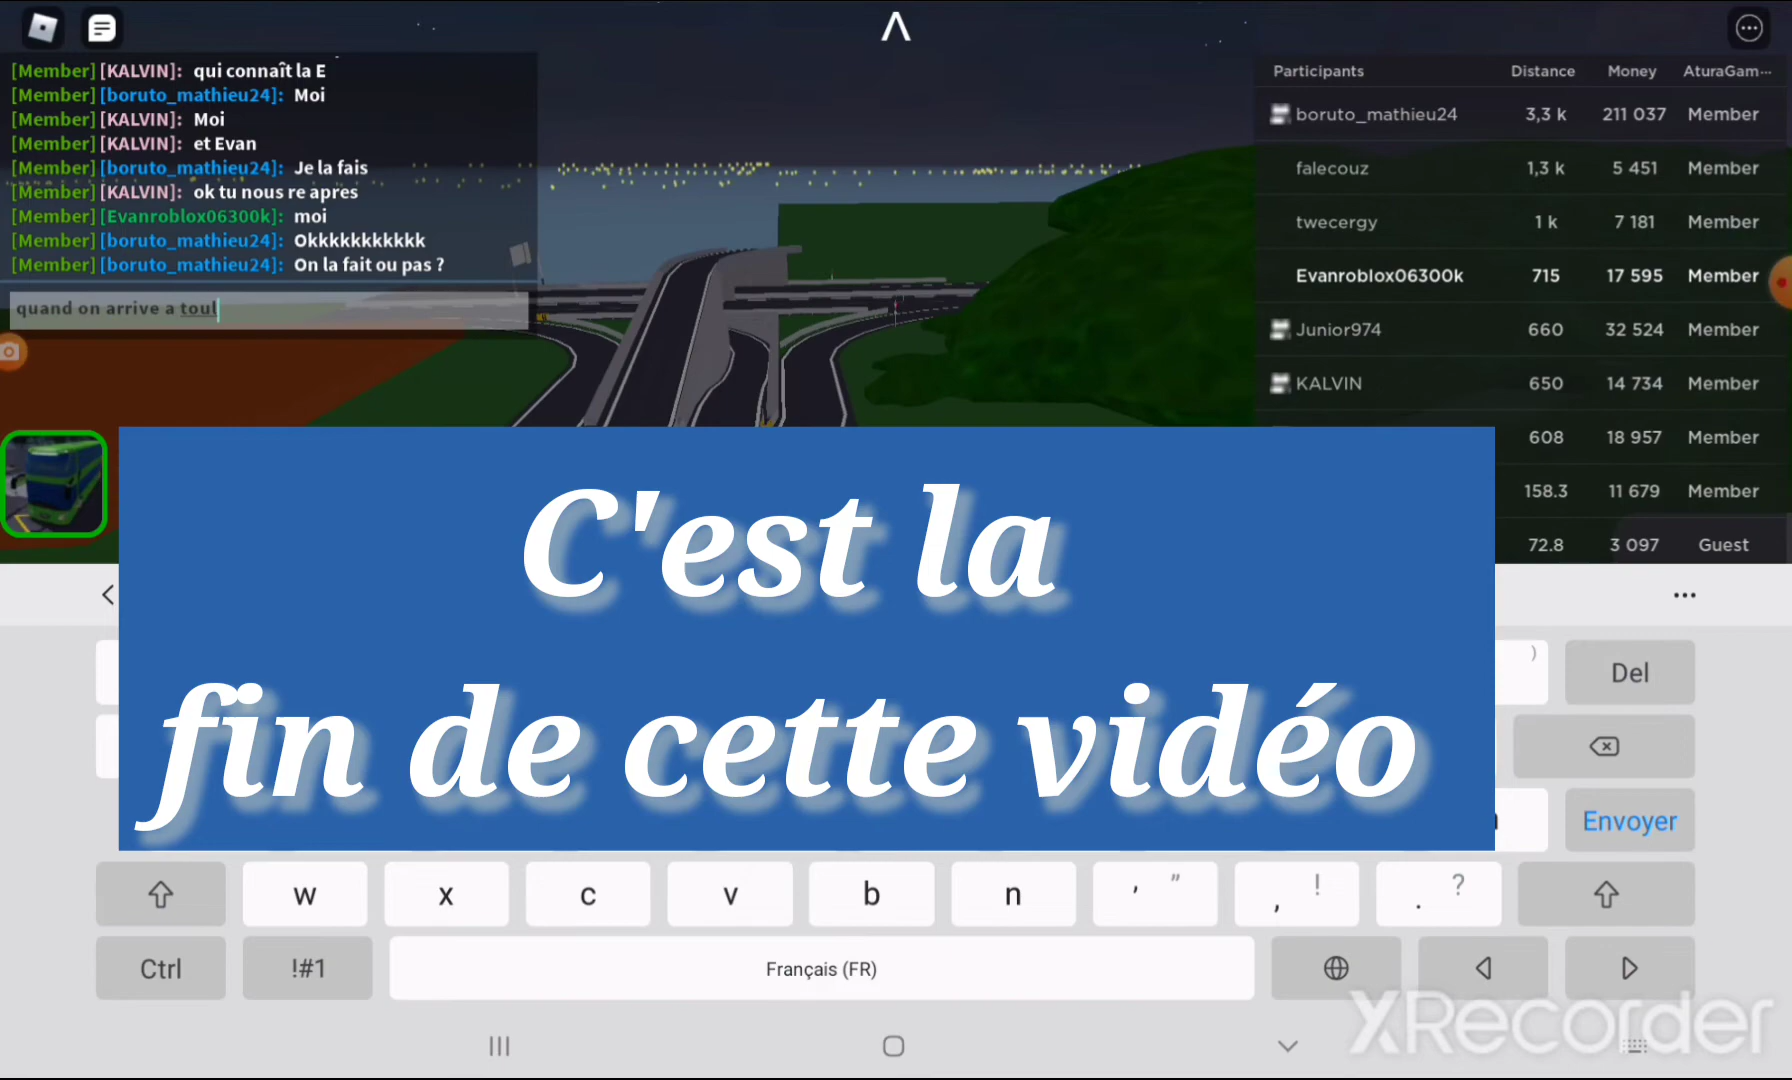 [Member] [KALVIN]: qui connaît la E
[Member] [boruto_mathieu24]: Moi
[Member] [KALVIN]: Moi
[Member] [KALVIN]: et Evan
[Member] [boruto_mathieu24]: Je la fais
[Member] [KALVIN]: ok tu nous re apres
[Member] [Evanroblox06300k]: moi
[Member] [boruto_mathieu24]: Okkkkkkkkkkk
[Member] [boruto_mathieu24]: On la fait ou pas ?
quand on arrive a toul
Participants Distance Money AturaGam...
boruto_mathieu24 3,3 k 211 037 Member
falecouz 1,3 k 5 451 Member
twecergy 1 k 7 181 Member
Evanroblox06300k 715 17 595 Member
Junior974 660 32 524 Member
KALVIN 650 14 734 Member
608 18 957 Member
158.3 11 679 Member
72.8 3 097 Guest
C'est la
fin de cette vidéo
) Del
Envoyer
w x c v b n ' " , ! . ?
Ctrl !#1 Français (FR)
XRecorder